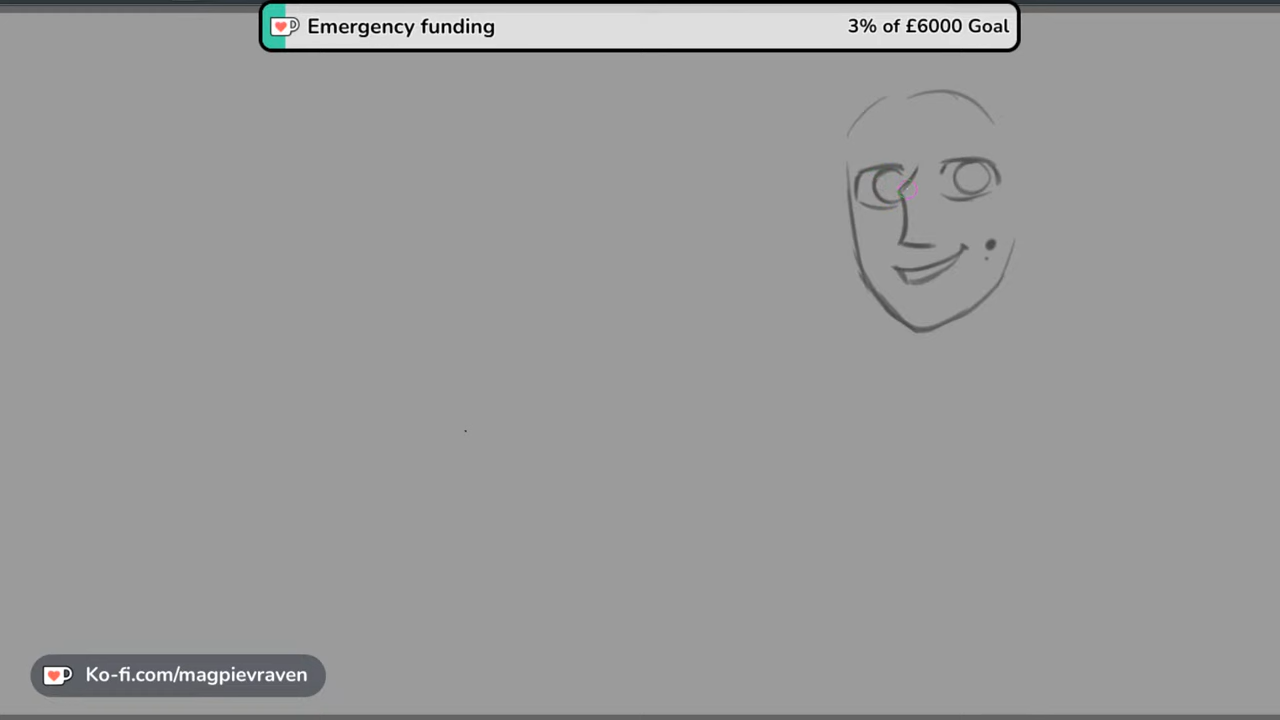 Emergency funding 3% of £6000 Goal
Ko-fi.com/magpievraven